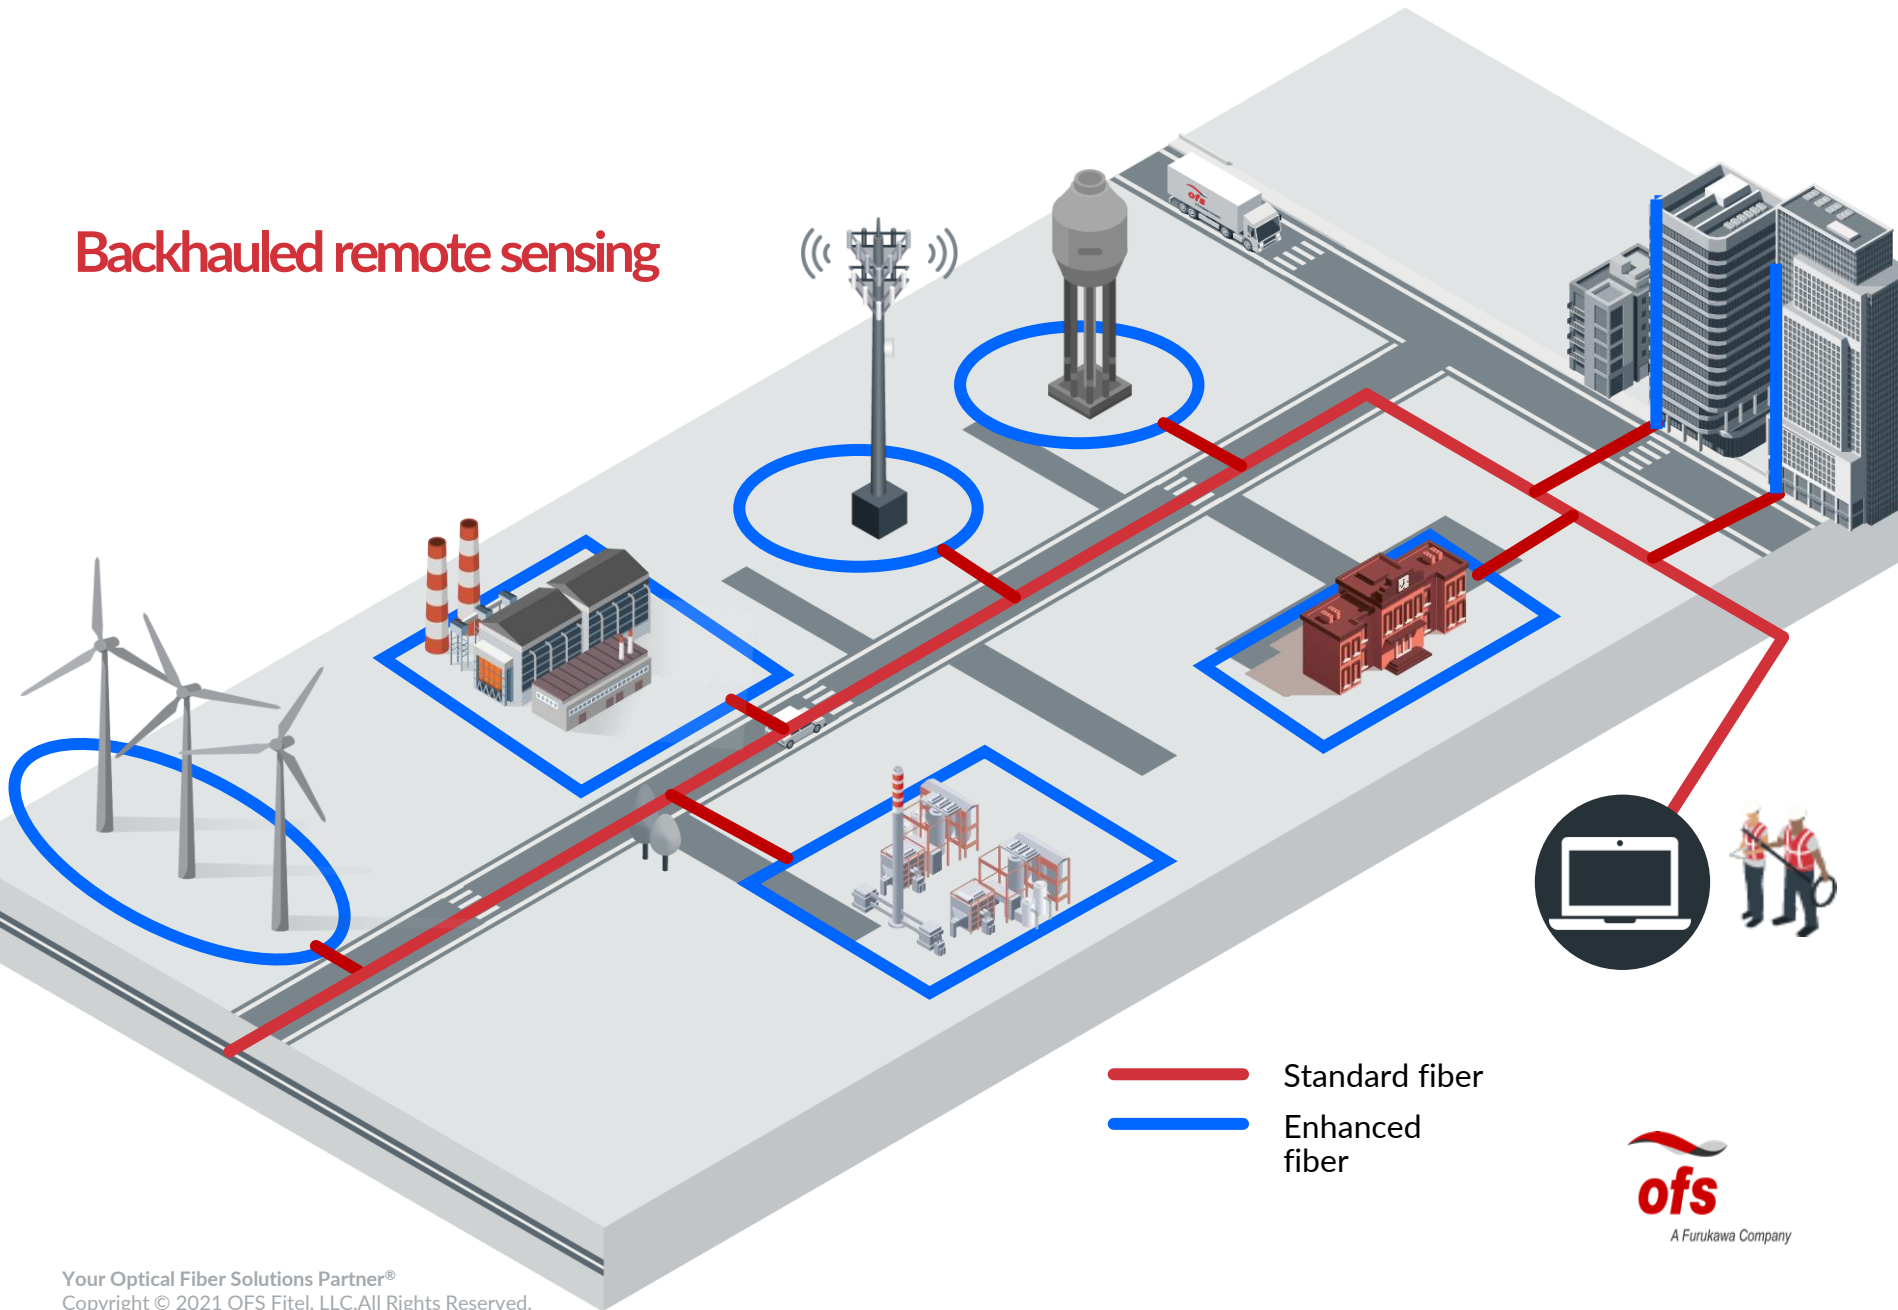 Backhauled remote sensing
ofs
Standard fiber
Enhanced
fiber
ofs
A Furukawa Company
Your Optical Fiber Solutions Partner®
Copyright © 2021 OFS Fitel, LLC.All Rights Reserved.